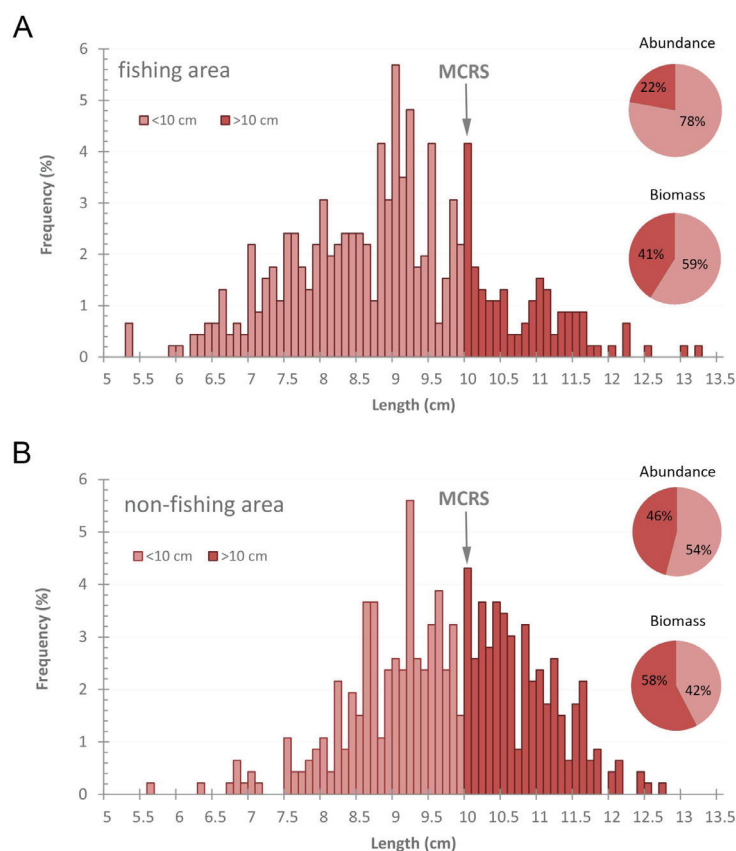 A
fishing area
MCRS
<10 cm >10 cm
Abundance
22%
78%
Biomass
41%
59%
Frequency (%)
6
5
4
3
2
1
0
5 5.5 6 6.5 7 7.5 8 8.5 9 9.5 10 10.5 11 11.5 12 12.5 13 13.5
Length (cm)
B
non-fishing area
MCRS
<10 cm >10 cm
Abundance
46%
54%
Biomass
58%
42%
Frequency (%)
6
5
4
3
2
1
0
5 5.5 6 6.5 7 7.5 8 8.5 9 9.5 10 10.5 11 11.5 12 12.5 13 13.5
Length (cm)